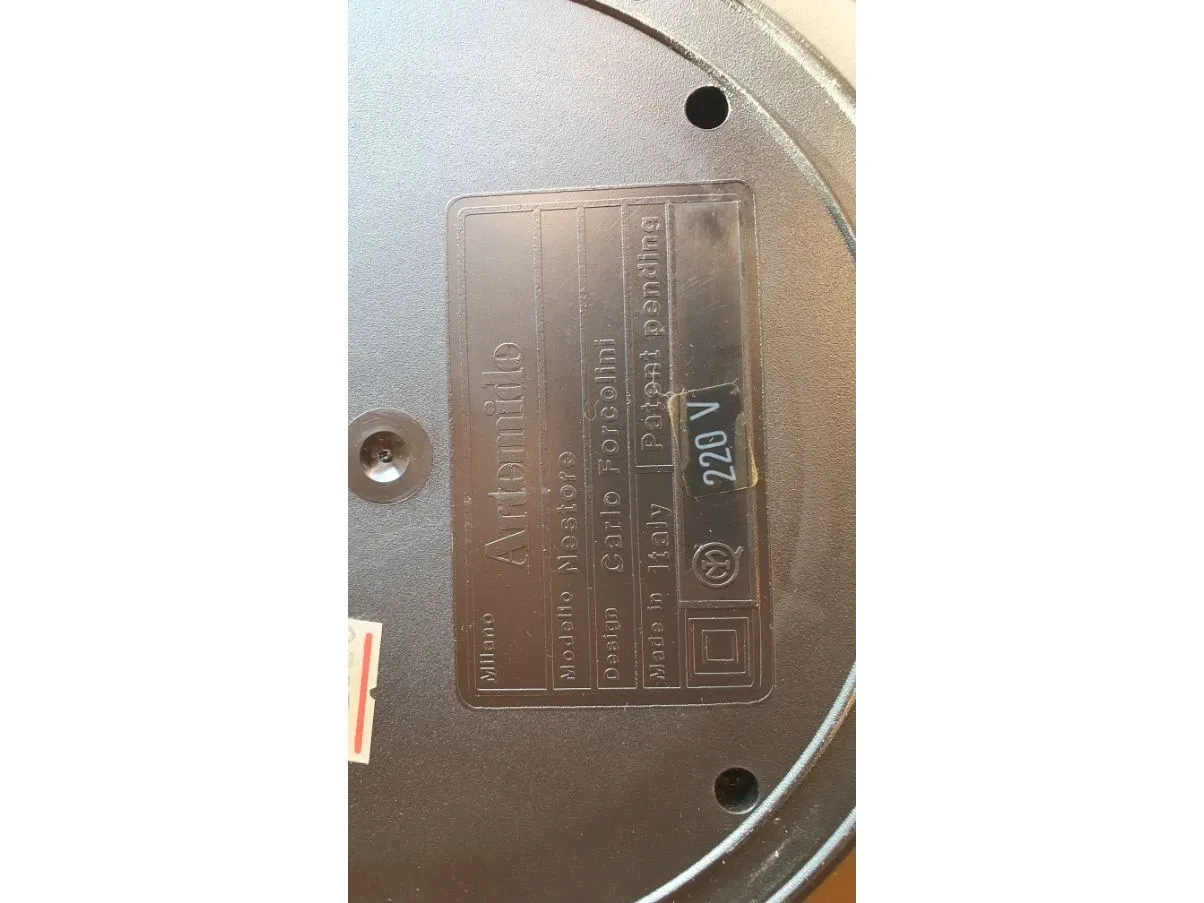 Milano Artemide
Modello Nestore
Design Carlo Forcolini
Made in Italy Patent pending
220 V